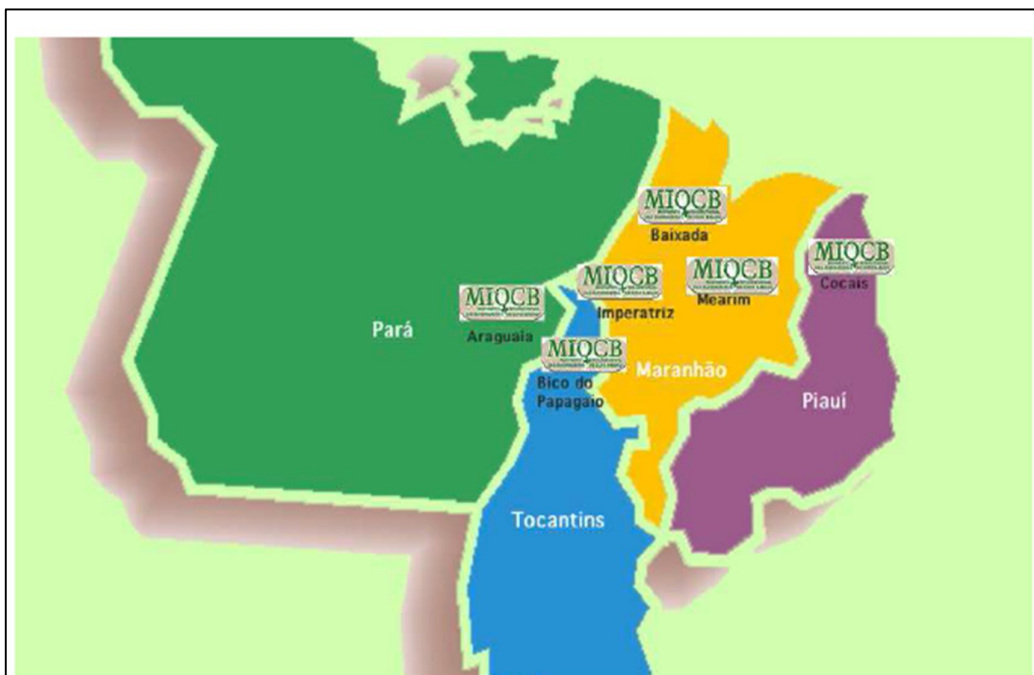 MIQCB
Baixada
MIQCB
Cocais
MIQCB
Mearim
MIQCB
Imperatriz
MIQCB
Araguaia
Pará
MIQCB
Bico do
Papagaio
Maranhão
Piauí
Tocantins